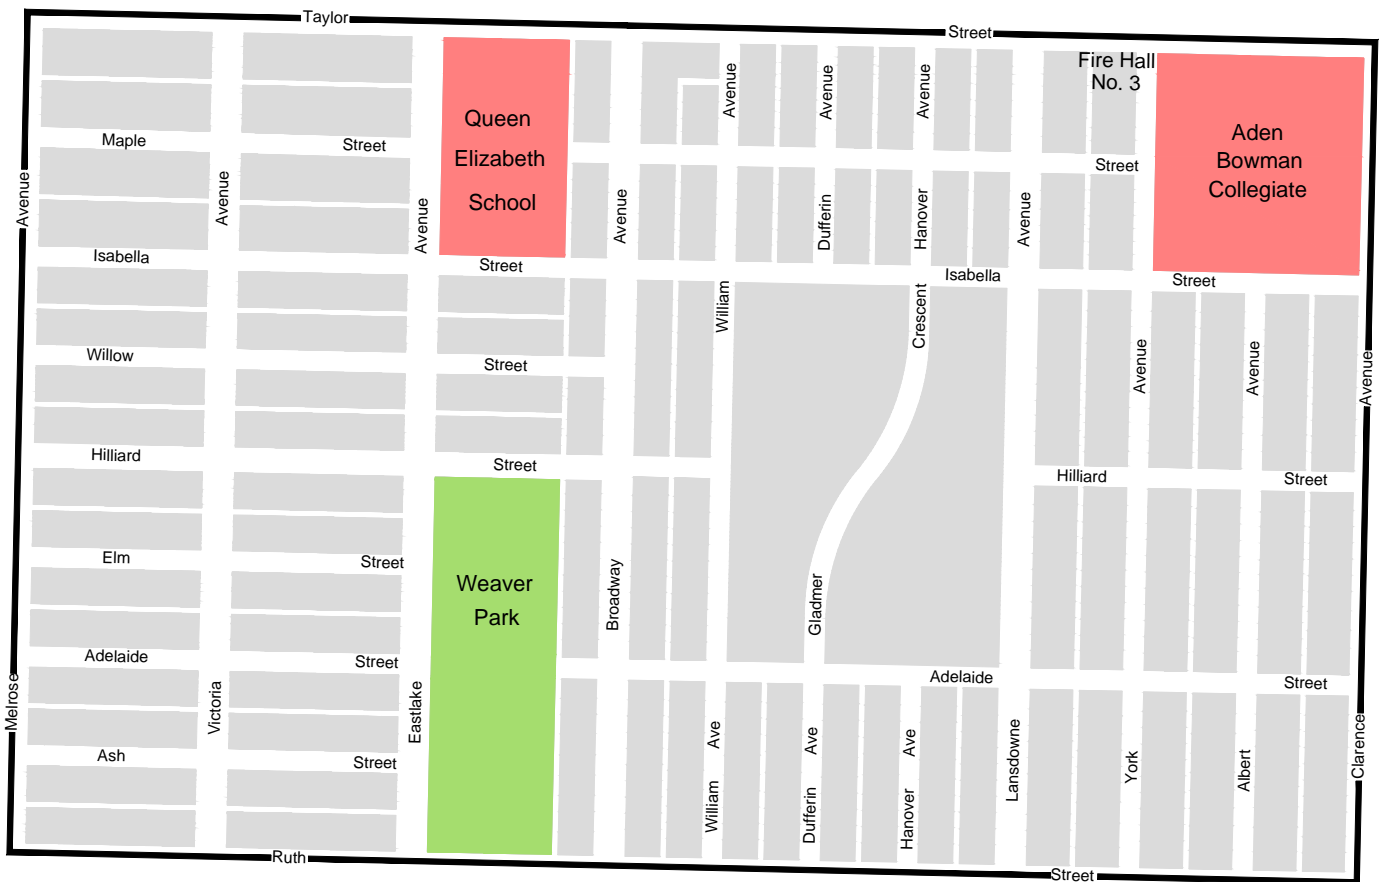 Taylor
Street
Fire Hall
No. 3
Avenue
Avenue
Avenue
Queen
Elizabeth
School
Aden
Bowman
Collegiate
Maple
Street
Street
Avenue
Avenue
Avenue
Avenue
Dufferin
Hanover
Avenue
Isabella
Street
Isabella
Street
William
Crescent
Willow
Street
Avenue
Avenue
Avenue
Hilliard
Street
Hilliard
Street
Elm
Street
Weaver
Park
Broadway
Gladmer
Adelaide
Street
Adelaide
Street
Melrose
Victoria
Eastlake
Ave
Ave
Ave
Lansdowne
York
Albert
Clarence
Ash
Street
William
Dufferin
Hanover
Ruth
Street